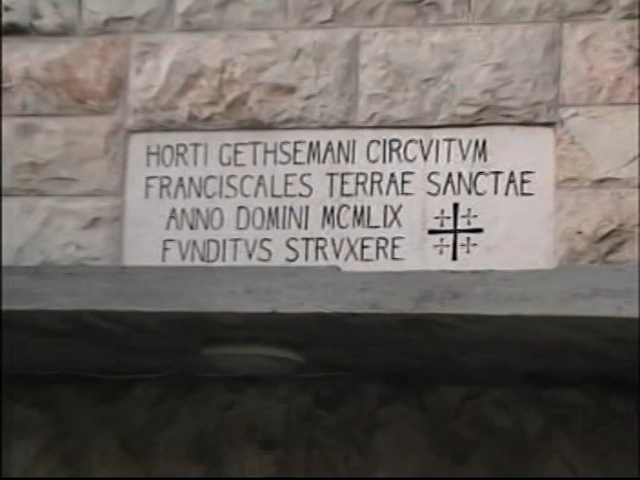 HORTI GETHSEMANI CIRCVITVM
FRANCISCALES TERRAE SANCTAE
ANNO DOMINI MCMLIX
FVNDITVS STRVXERE